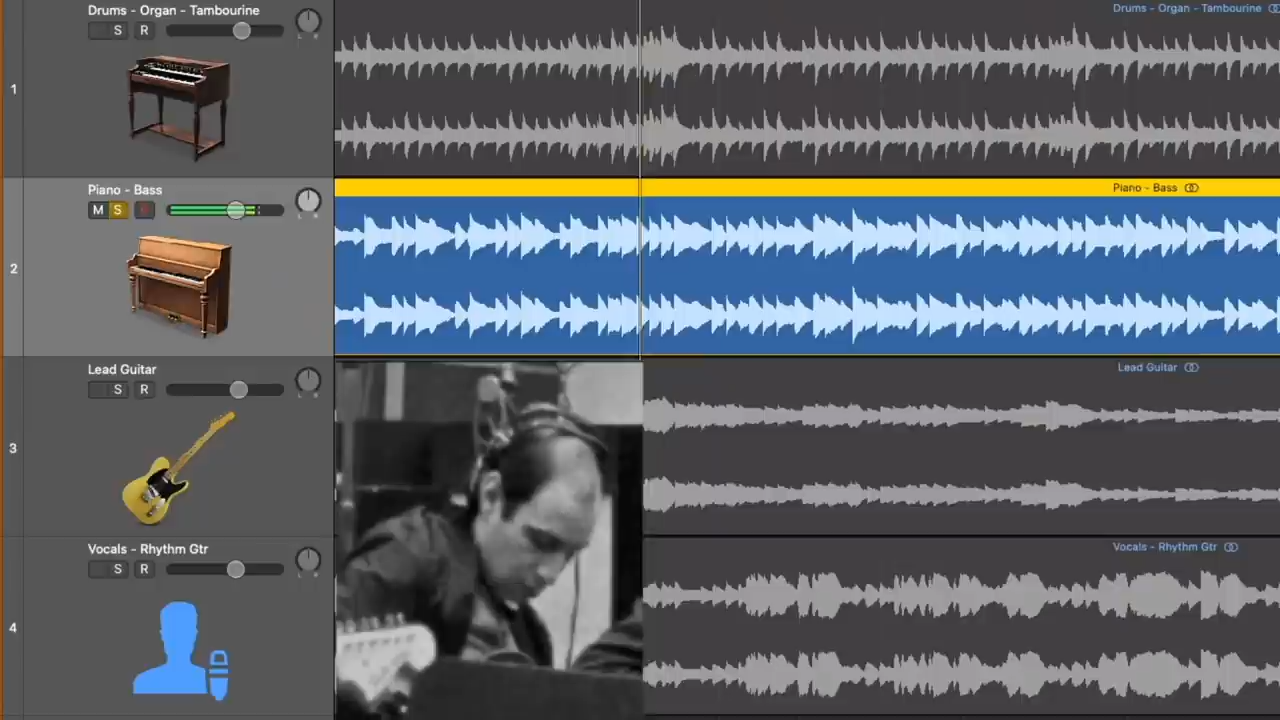 Drums - Organ - Tambourine
Drums - Organ - Tambourine
S R
L R
1
Piano - Bass
Piano - Bass
M S R
2
Lead Guitar
Lead Guitar
S R
3
Vocals - Rhythm Gtr
Vocals - Rhythm Gtr
S R
4